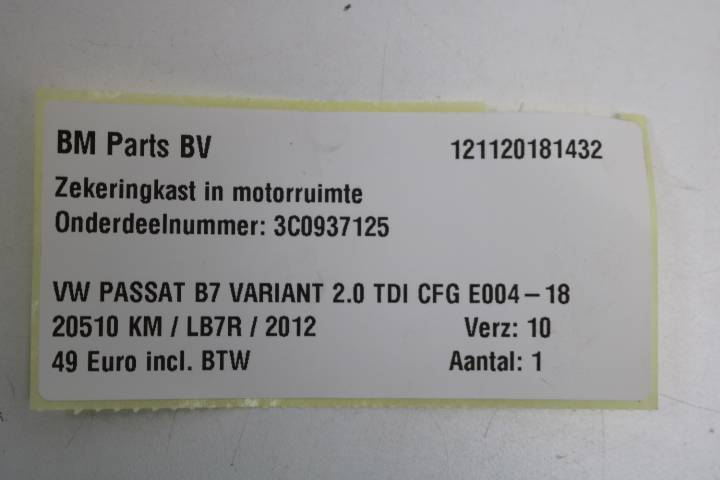 BM Parts BV 121120181432
Zekeringkast in motorruimte
Onderdeelnummer: 3C0937125
VW PASSAT B7 VARIANT 2.0 TDI CFG E004-18
20510 KM / LB7R / 2012 Verz: 10
49 Euro incl. BTW Aantal: 1